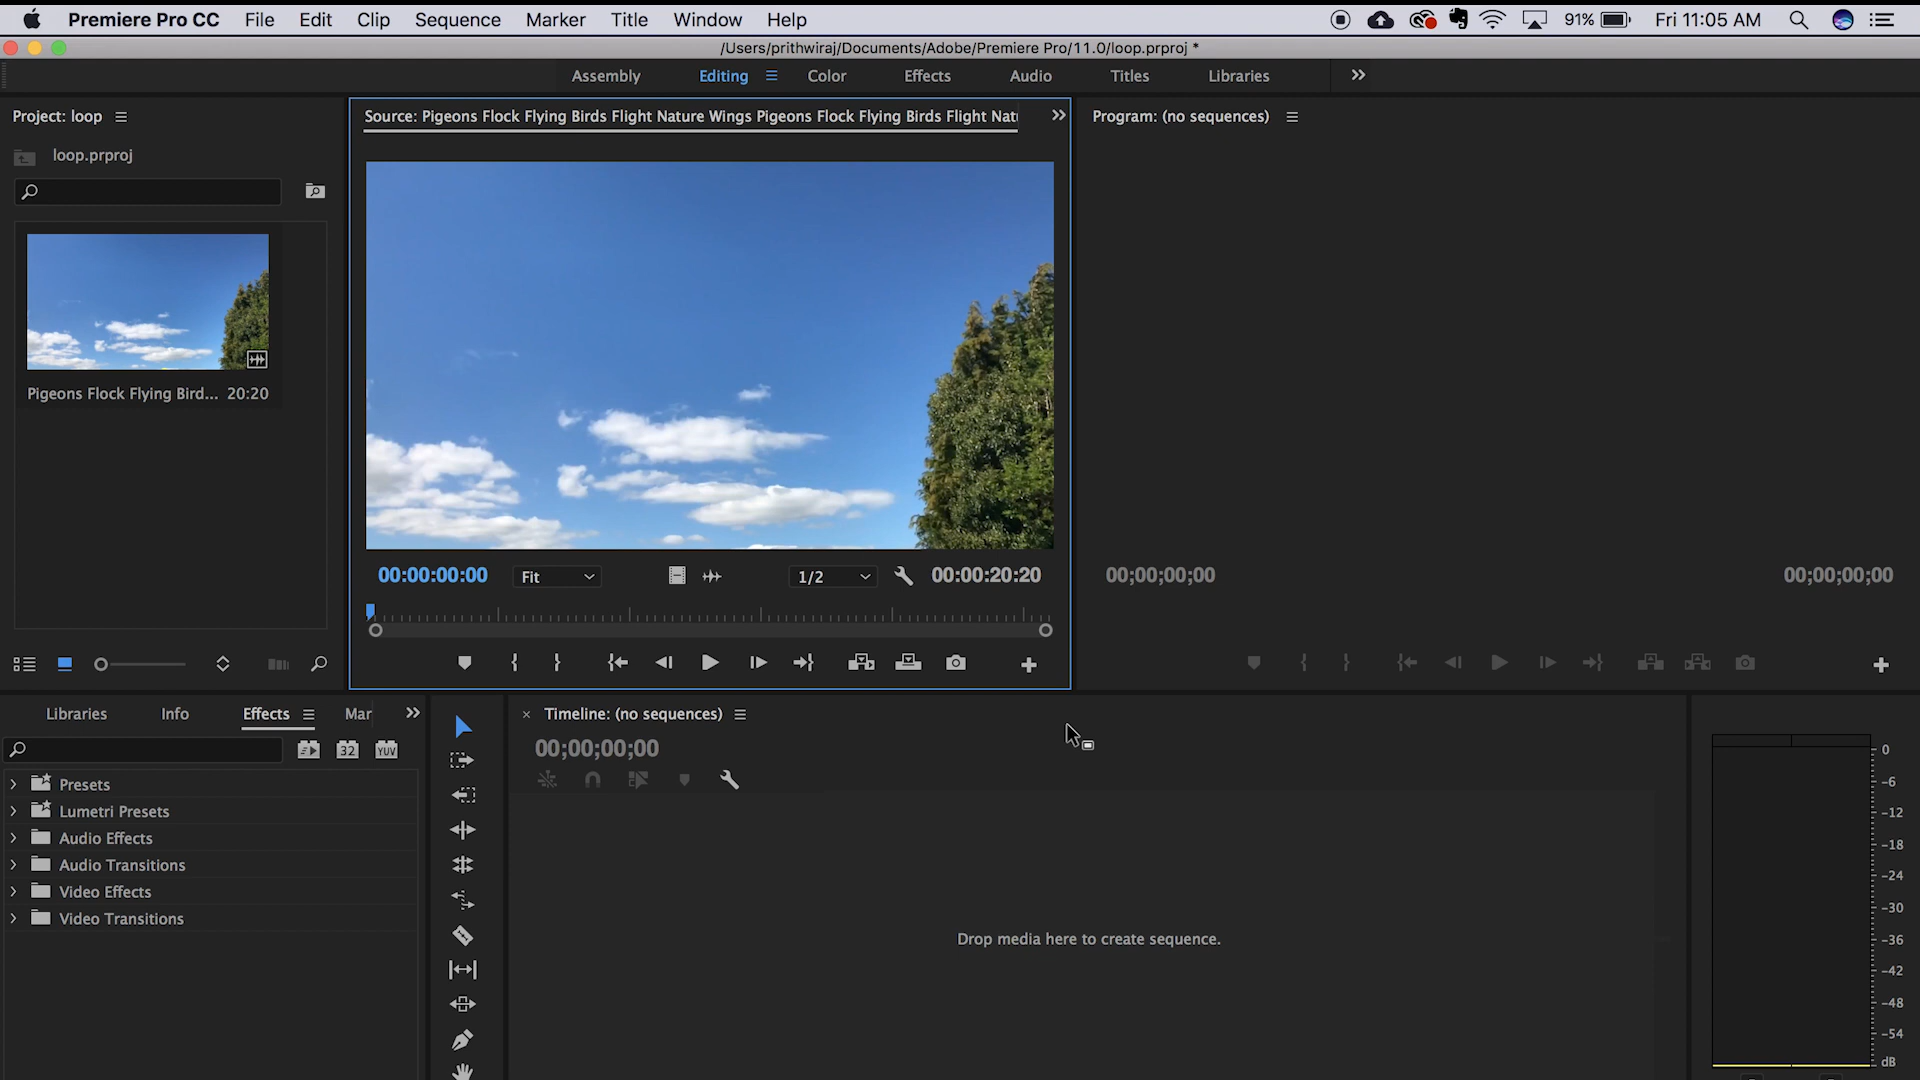 Premiere Pro CC File Edit Clip Sequence Marker Title Window Help 91% Fri 11:05 AM
/Users/prithwiraj/Documents/Adobe/Premiere Pro/11.0/loop.prproj *
Assembly Editing Color Effects Audio Titles Libraries
Project: loop
loop.prproj
Pigeons Flock Flying Bird... 20:20
Source: Pigeons Flock Flying Birds Flight Nature Wings Pigeons Flock Flying Birds Flight Natu
00:00:00:00 Fit 1/2 00:00:20:20
Program: (no sequences)
00;00;00;00 00;00;00;00
Libraries Info Effects Mar
32 YUV
Presets
Lumetri Presets
Audio Effects
Audio Transitions
Video Effects
Video Transitions
× Timeline: (no sequences)
00;00;00;00
Drop media here to create sequence.
0
-6
-12
-18
-24
-30
-36
-42
-48
-54
dB